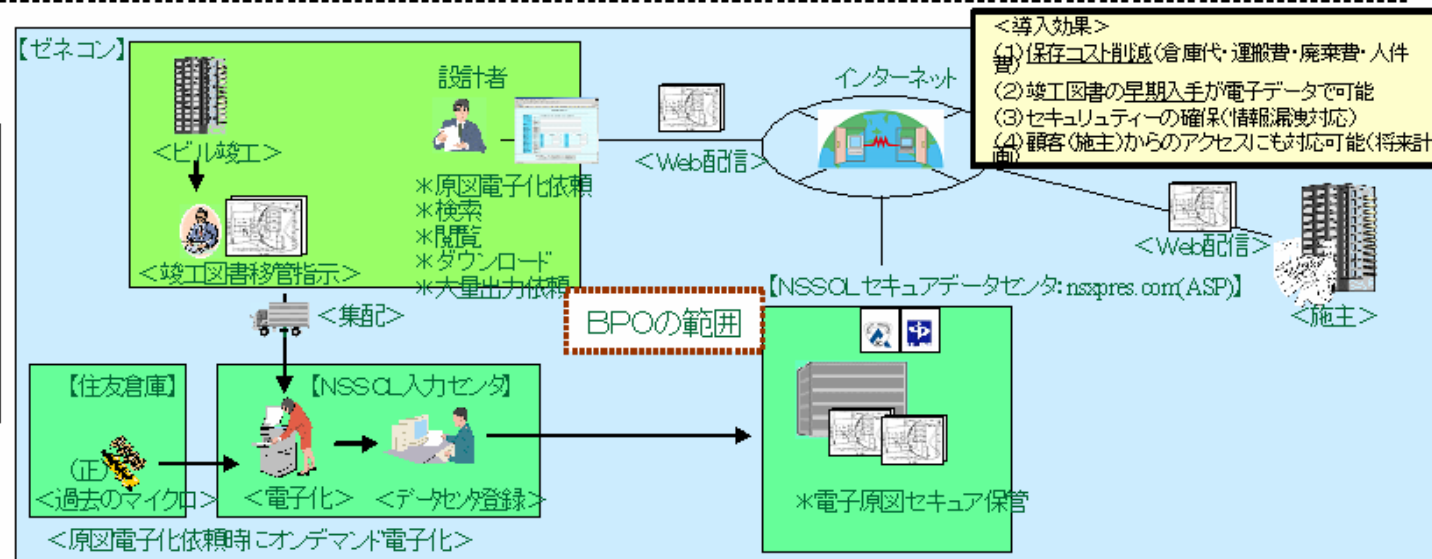 【ゼネコン】
<ビル竣工>
<竣工図書移管指示>
設計者
*原図電子化依頼
*検索
*閲覧
*ダウンロード
*大量出力依頼
<Web配信>
インターネット
<導入効果>
(1)保存コスト削減(倉庫代・運搬費・廃棄費・人件費)
(2)竣工図書の早期入手が電子データで可能
(3)セキュリュティーの確保(情報漏洩対応)
(4)顧客(施主)からのアクセスにも対応可能(将来計画)
<Web配信>
<施主>
<集配>
BPOの範囲
【NSSOLセキュアデータセンタ:nsxpres.com(ASP)】
*電子原図セキュア保管
【住友倉庫】
(正)
<過去のマイクロ>
【NSSOL入力センタ】
<電子化>
<データセンタ登録>
<原図電子化依頼時にオンデマンド電子化>